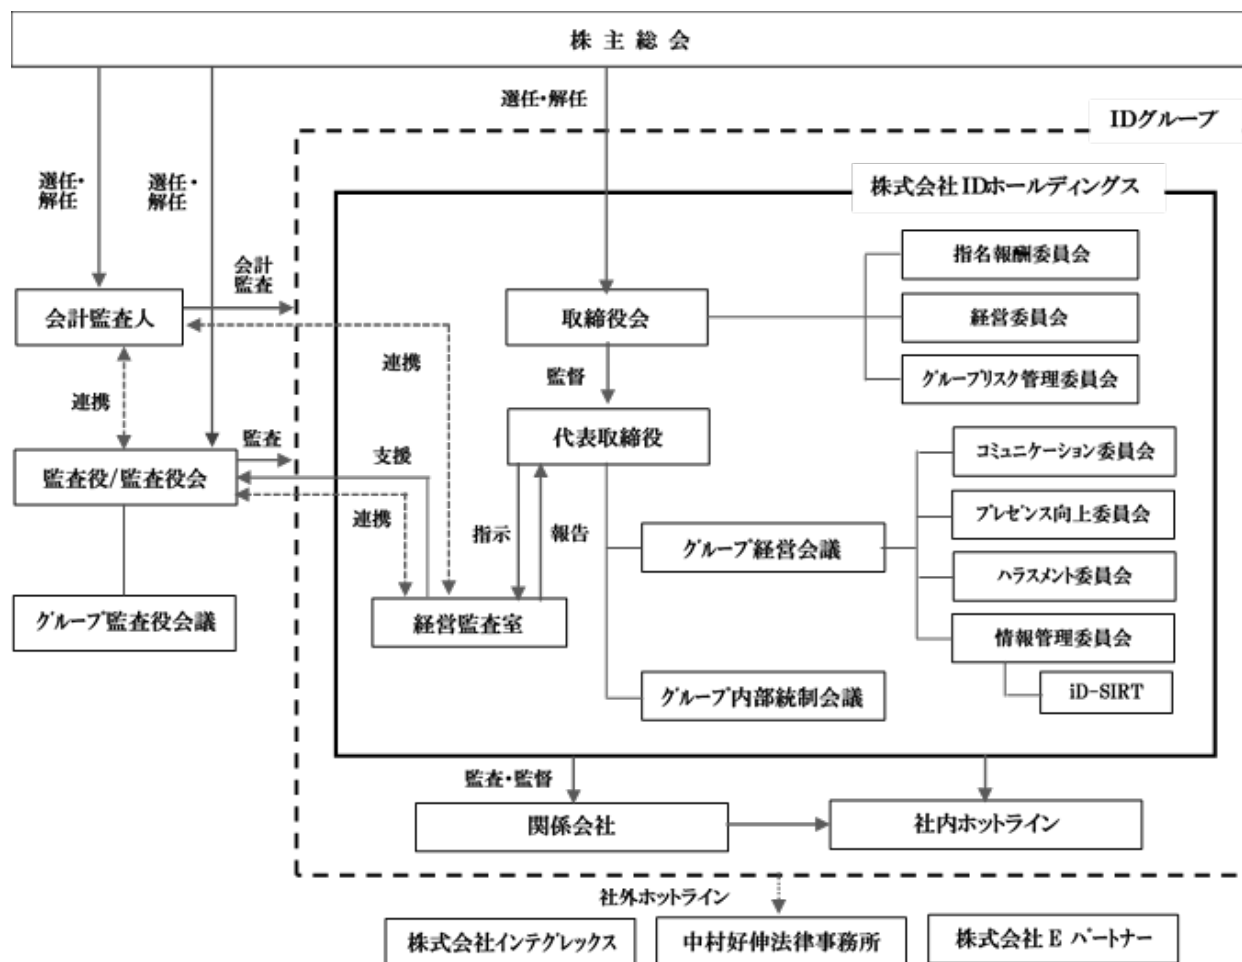 株主総会
選任・解任
IDグループ
選任・
解任
選任・
解任
株式会社IDホールディングス
指名報酬委員会
会計
監査
会計監査人
取締役会
経営委員会
連携
監督
グループリスク管理委員会
連携
代表取締役
監査
支援
コミュニケーション委員会
監査役/監査役会
連携
指示
報告
プレゼンス向上委員会
グループ経営会議
ハラスメント委員会
グループ監査役会議
経営監査室
情報管理委員会
グループ内部統制会議
iD-SIRT
監査・監督
関係会社
社内ホットライン
社外ホットライン
株式会社インテグレックス
中村好伸法律事務所
株式会社Eパートナー